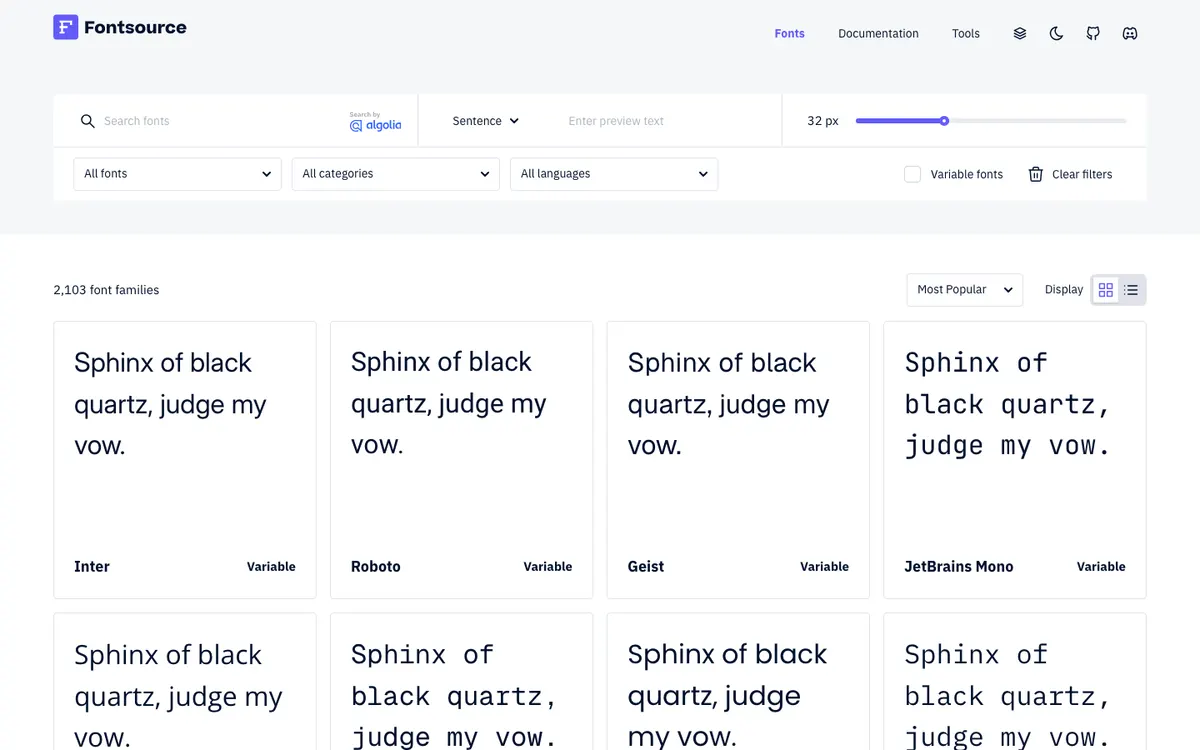 Fontsource
Fonts
Documentation
Tools
Search fonts
Search by
algolia
Sentence
Enter preview text
32 px
All fonts
All categories
All languages
Variable fonts
Clear filters
2,103 font families
Most Popular
Display
Sphinx of black
quartz, judge my
vow.
Inter
Variable
Sphinx of black
quartz, judge my
vow.
Roboto
Variable
Sphinx of black
quartz, judge my
vow.
Geist
Variable
Sphinx of
black quartz,
judge my vow.
JetBrains Mono
Variable
Sphinx of black
quartz, judge my
vow.
Sphinx of
black quartz,
judge my vow.
Sphinx of black
quartz, judge
my vow.
Sphinx of
black quartz,
judge my vow.